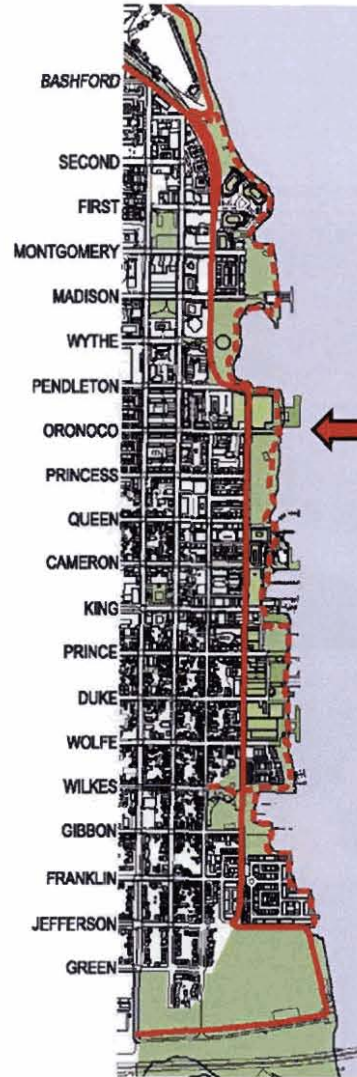 BASHFORD
SECOND
FIRST
MONTGOMERY
MADISON
WYTHE
PENDLETON
ORONOCO
PRINCESS
QUEEN
CAMERON
KING
PRINCE
DUKE
WOLFE
WILKES
GIBBON
FRANKLIN
JEFFERSON
GREEN